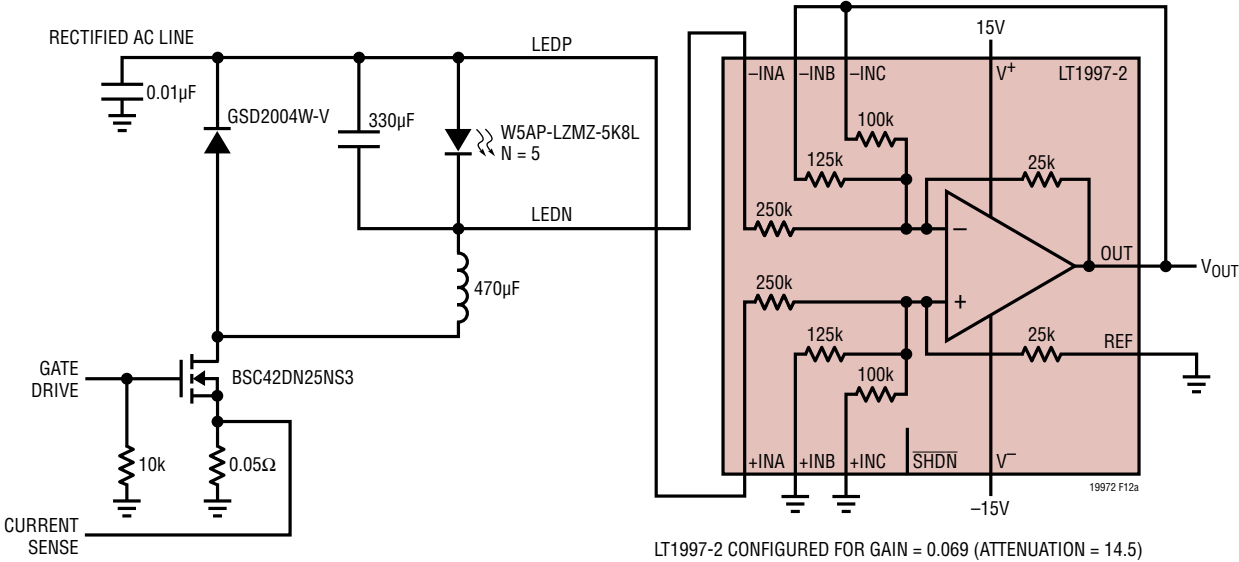 RECTIFIED AC LINE
0.01µF
GSD2004W-V
330µF
LEDP
W5AP-LZMZ-5K8L
N = 5
LEDN
470µF
GATE
DRIVE
BSC42DN25NS3
10k
0.05Ω
CURRENT
SENSE
15V
–INA
–INB
–INC
V+
LT1997-2
100k
125k
25k
250k
–
OUT
VOUT
250k
+
125k
25k
REF
100k
+INA
+INB
+INC
SHDN
V–
19972 F12a
–15V
LT1997-2 CONFIGURED FOR GAIN = 0.069 (ATTENUATION = 14.5)